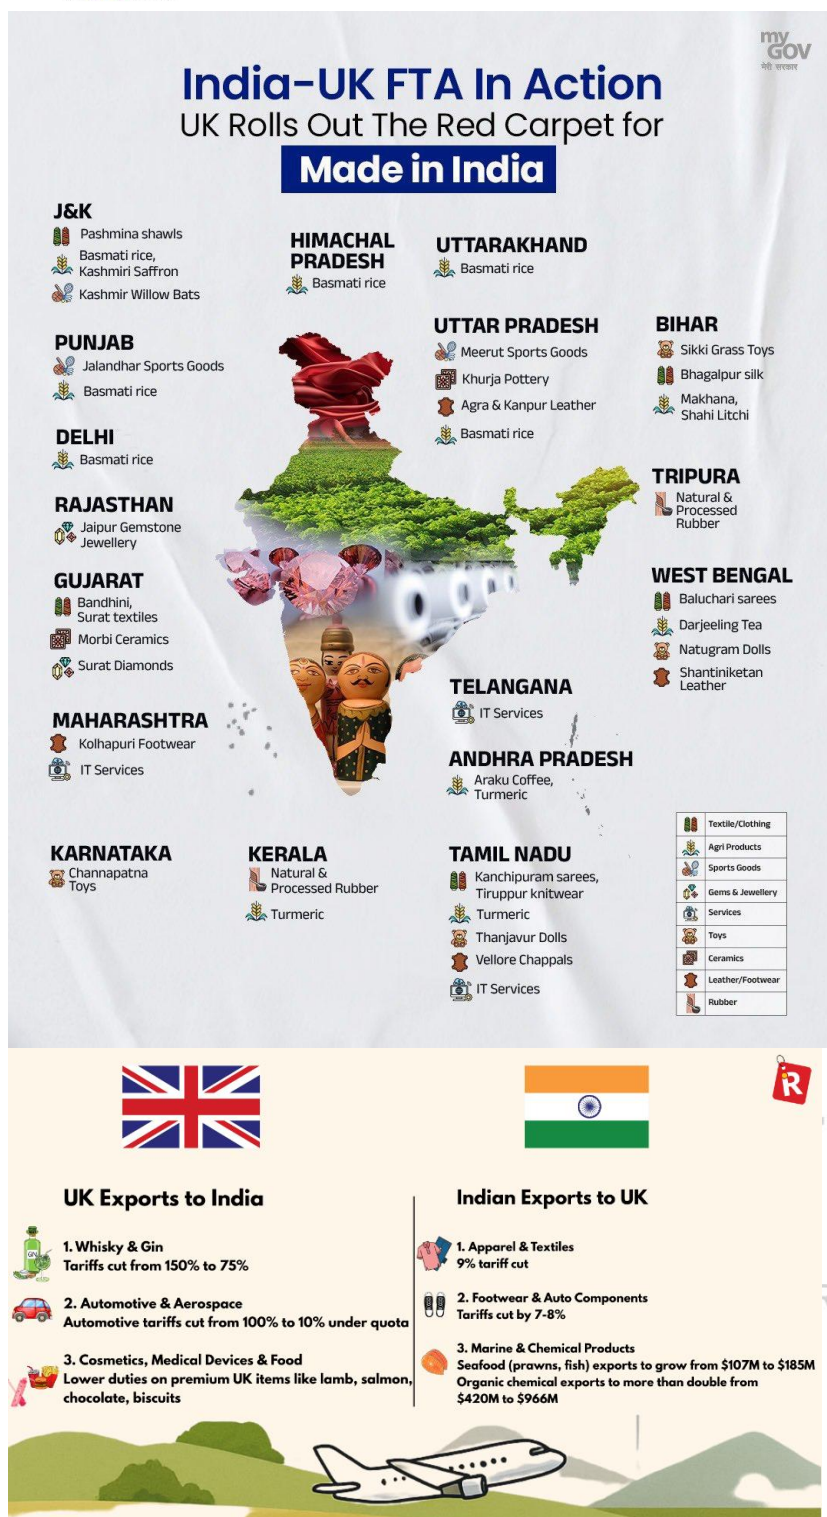 my
GOV
मेरी सरकार
India-UK FTA In Action
UK Rolls Out The Red Carpet for
Made in India
J&K
Pashmina shawls
Basmati rice,
Kashmiri Saffron
Kashmir Willow Bats
HIMACHAL
PRADESH
Basmati rice
UTTARAKHAND
Basmati rice
PUNJAB
Jalandhar Sports Goods
Basmati rice
UTTAR PRADESH
Meerut Sports Goods
Khurja Pottery
Agra & Kanpur Leather
Basmati rice
BIHAR
Sikki Grass Toys
Bhagalpur silk
Makhana,
Shahi Litchi
DELHI
Basmati rice
RAJASTHAN
Jaipur Gemstone
Jewellery
TRIPURA
Natural &
Processed
Rubber
GUJARAT
Bandhini,
Surat textiles
Morbi Ceramics
Surat Diamonds
WEST BENGAL
Baluchari sarees
Darjeeling Tea
Natugram Dolls
Shantiniketan
Leather
MAHARASHTRA
Kolhapuri Footwear
IT Services
TELANGANA
IT Services
ANDHRA PRADESH
Araku Coffee,
Turmeric
KARNATAKA
Channapatna
Toys
KERALA
Natural &
Processed Rubber
Turmeric
TAMIL NADU
Kanchipuram sarees,
Tiruppur knitwear
Turmeric
Thanjavur Dolls
Vellore Chappals
IT Services
Textile/Clothing
Agri Products
Sports Goods
Gems & Jewellery
Services
Toys
Ceramics
Leather/Footwear
Rubber
iR
UK Exports to India
1. Whisky & Gin
Tariffs cut from 150% to 75%
2. Automotive & Aerospace
Automotive tariffs cut from 100% to 10% under quota
3. Cosmetics, Medical Devices & Food
Lower duties on premium UK items like lamb, salmon,
chocolate, biscuits
Indian Exports to UK
1. Apparel & Textiles
9% tariff cut
2. Footwear & Auto Components
Tariffs cut by 7-8%
3. Marine & Chemical Products
Seafood (prawns, fish) exports to grow from $107M to $185M
Organic chemical exports to more than double from
$420M to $966M